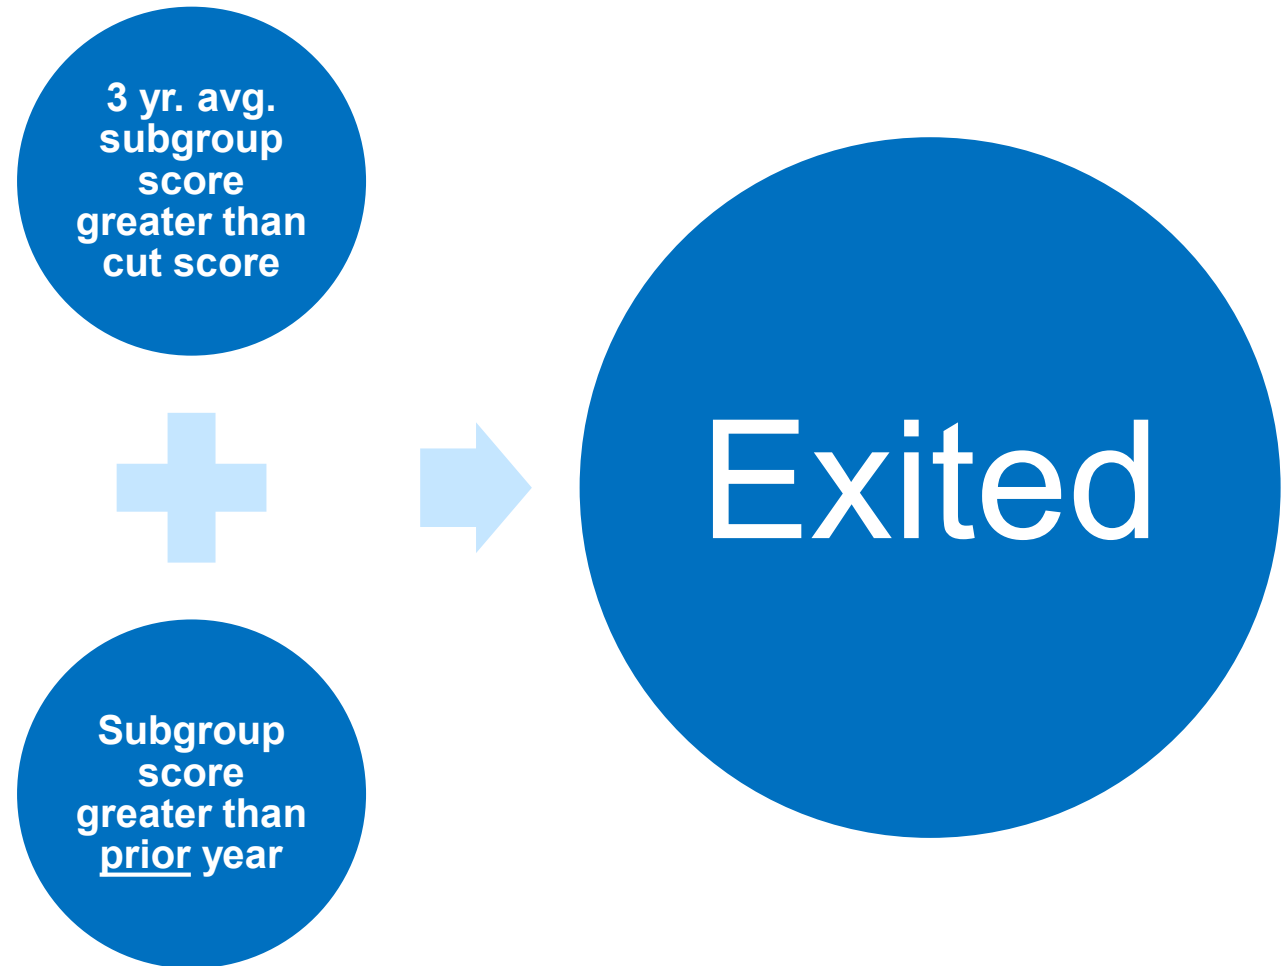 3 yr. avg.
subgroup
score
greater than
cut score
Subgroup
score
greater than
prior year
Exited